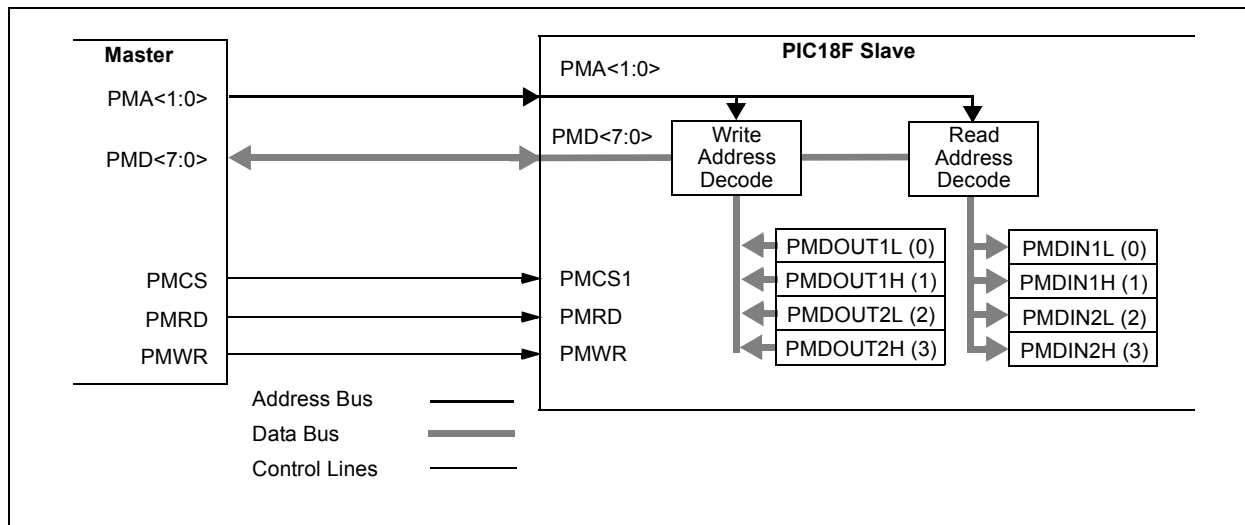 Master
PIC18F Slave
PMA<1:0>
PMA<1:0>
PMD<7:0>
PMD<7:0>
Write
Address
Decode
Read
Address
Decode
PMDOUT1L (0)
PMDOUT1H (1)
PMDOUT2L (2)
PMDOUT2H (3)
PMDIN1L (0)
PMDIN1H (1)
PMDIN2L (2)
PMDIN2H (3)
PMCS
PMCS1
PMRD
PMRD
PMWR
PMWR
Address Bus
Data Bus
Control Lines